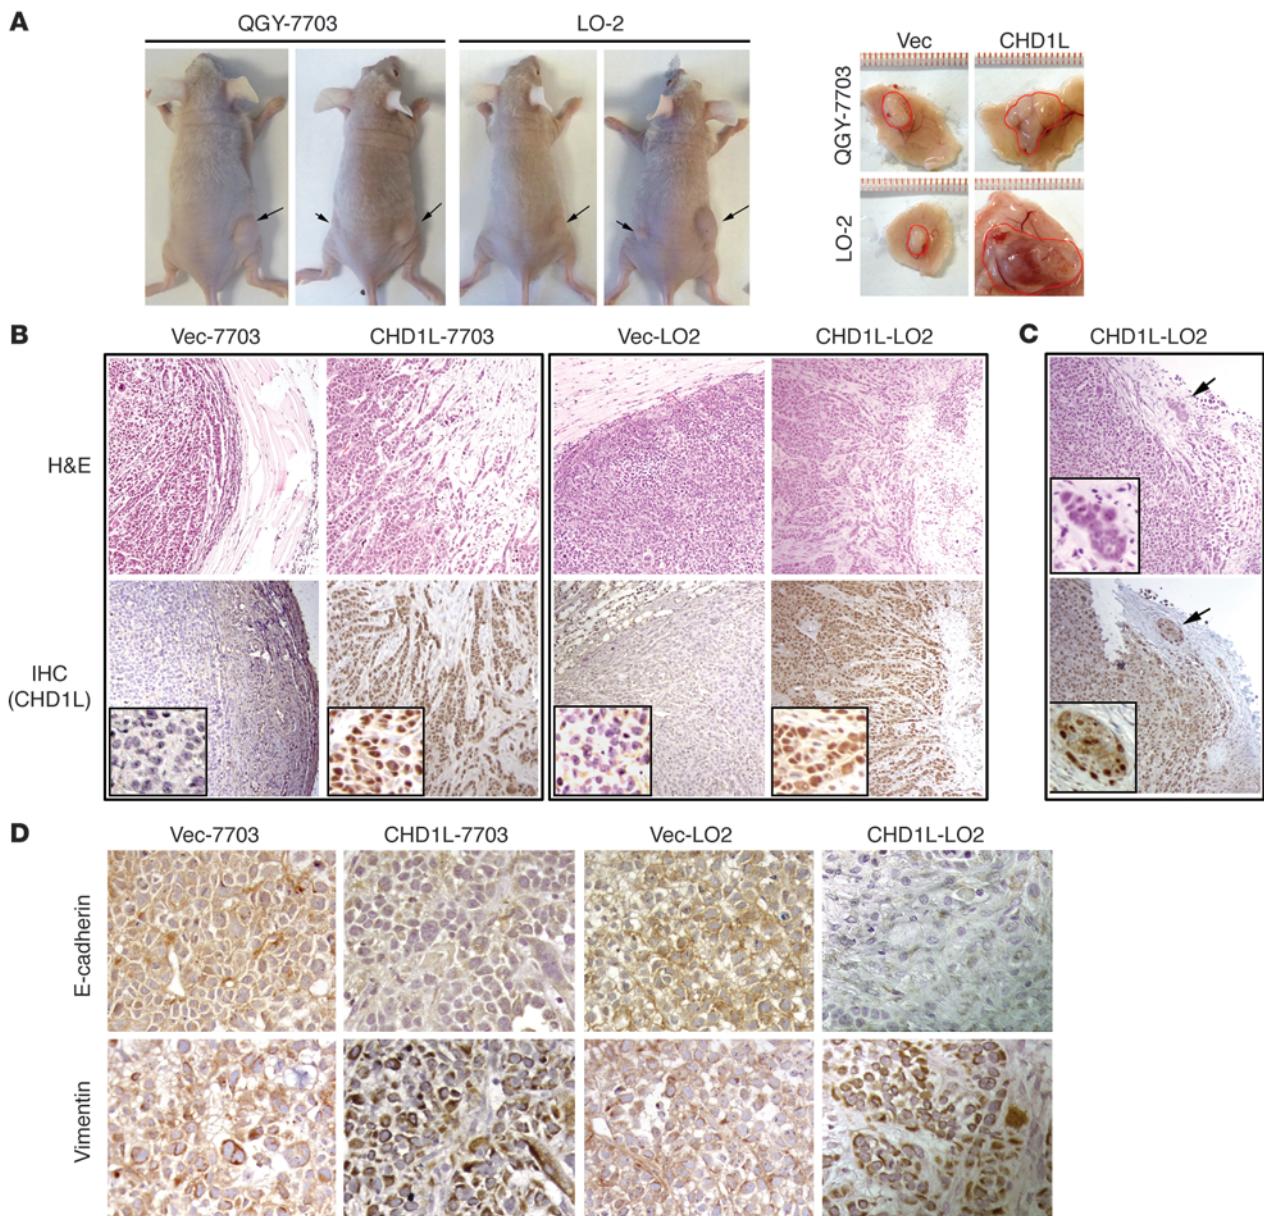 A
QGY-7703 LO-2
Vec CHD1L
QGY-7703
LO-2
B
Vec-7703 CHD1L-7703 Vec-LO2 CHD1L-LO2
H&E
IHC
(CHD1L)
C
CHD1L-LO2
D
Vec-7703 CHD1L-7703 Vec-LO2 CHD1L-LO2
E-cadherin
Vimentin